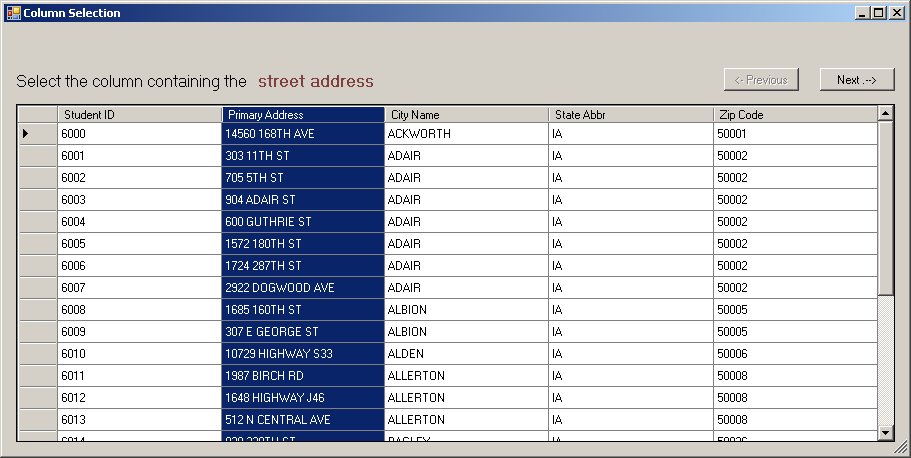 Column Selection
Select the column containing the street address
<- Previous Next .->
Student ID Primary Address City Name State Abbr Zip Code
6000 14560 168TH AVE ACKWORTH IA 50001
6001 303 11TH ST ADAIR IA 50002
6002 705 5TH ST ADAIR IA 50002
6003 904 ADAIR ST ADAIR IA 50002
6004 600 GUTHRIE ST ADAIR IA 50002
6005 1572 180TH ST ADAIR IA 50002
6006 1724 287TH ST ADAIR IA 50002
6007 2922 DOGWOOD AVE ADAIR IA 50002
6008 1685 160TH ST ALBION IA 50005
6009 307 E GEORGE ST ALBION IA 50005
6010 10729 HIGHWAY S33 ALDEN IA 50006
6011 1987 BIRCH RD ALLERTON IA 50008
6012 1648 HIGHWAY J46 ALLERTON IA 50008
6013 512 N CENTRAL AVE ALLERTON IA 50008